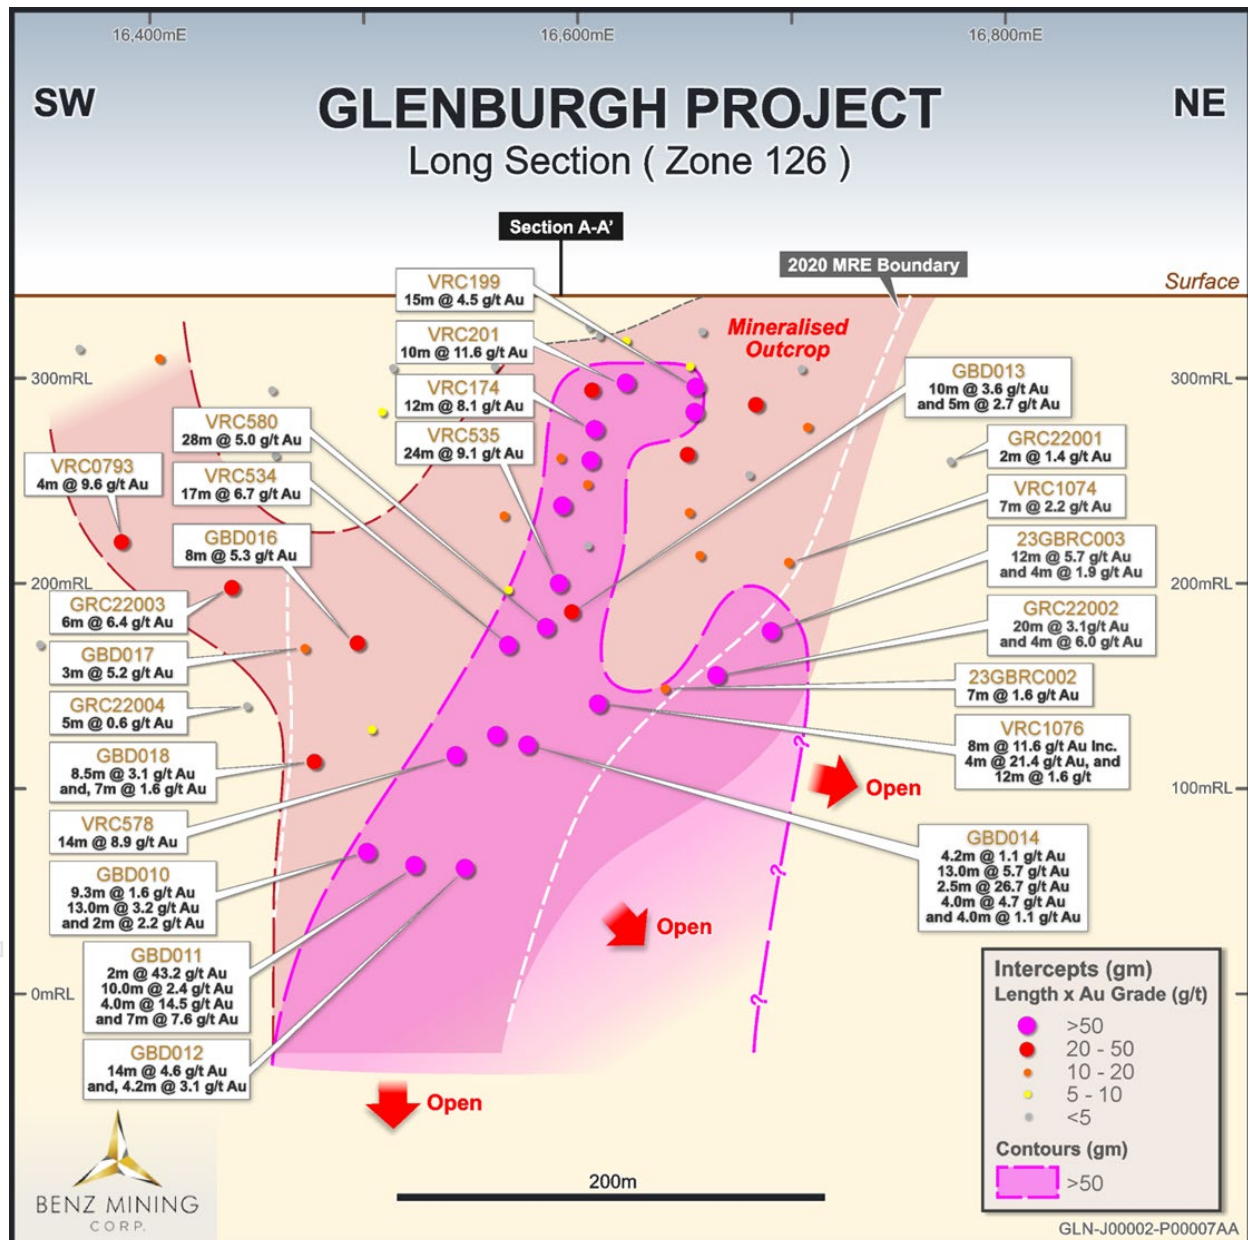 16,400mE
16,600mE
16,800mE
SW
GLENBURGH PROJECT
NE
Long Section ( Zone 126 )
Section A-A'
2020 MRE Boundary
Surface
VRC199
15m @ 4.5 g/t Au
VRC201
10m @ 11.6 g/t Au
VRC174
12m @ 8.1 g/t Au
VRC535
24m @ 9.1 g/t Au
Mineralised
Outcrop
300mRL
300mRL
GBD013
10m @ 3.6 g/t Au
and 5m @ 2.7 g/t Au
VRC580
28m @ 5.0 g/t Au
VRC0793
4m @ 9.6 g/t Au
VRC534
17m @ 6.7 g/t Au
GBD016
8m @ 5.3 g/t Au
GRC22001
2m @ 1.4 g/t Au
VRC1074
7m @ 2.2 g/t Au
23GBRC003
12m @ 5.7 g/t Au
and 4m @ 1.9 g/t Au
200mRL
200mRL
GRC22003
6m @ 6.4 g/t Au
GRC22002
20m @ 3.1g/t Au
and 4m @ 6.0 g/t Au
GBD017
3m @ 5.2 g/t Au
23GBRC002
7m @ 1.6 g/t Au
GRC22004
5m @ 0.6 g/t Au
VRC1076
8m @ 11.6 g/t Au Inc.
4m @ 21.4 g/t Au, and
12m @ 1.6 g/t
GBD018
8.5m @ 3.1 g/t Au
and, 7m @ 1.6 g/t Au
?
Open
100mRL
VRC578
14m @ 8.9 g/t Au
GBD014
4.2m @ 1.1 g/t Au
13.0m @ 5.7 g/t Au
2.5m @ 26.7 g/t Au
4.0m @ 4.7 g/t Au
and 4.0m @ 1.1 g/t Au
GBD010
9.3m @ 1.6 g/t Au
13.0m @ 3.2 g/t Au
and 2m @ 2.2 g/t Au
?
Open
GBD011
2m @ 43.2 g/t Au
10.0m @ 2.4 g/t Au
4.0m @ 14.5 g/t Au
and 7m @ 7.6 g/t Au
0mRL
?
GBD012
14m @ 4.6 g/t Au
and, 4.2m @ 3.1 g/t Au
Open
Intercepts (gm)
Length x Au Grade (g/t)
>50
20 - 50
10 - 20
5 - 10
<5
Contours (gm)
>50
200m
BENZ MINING
CORP.
GLN-J00002-P00007AA